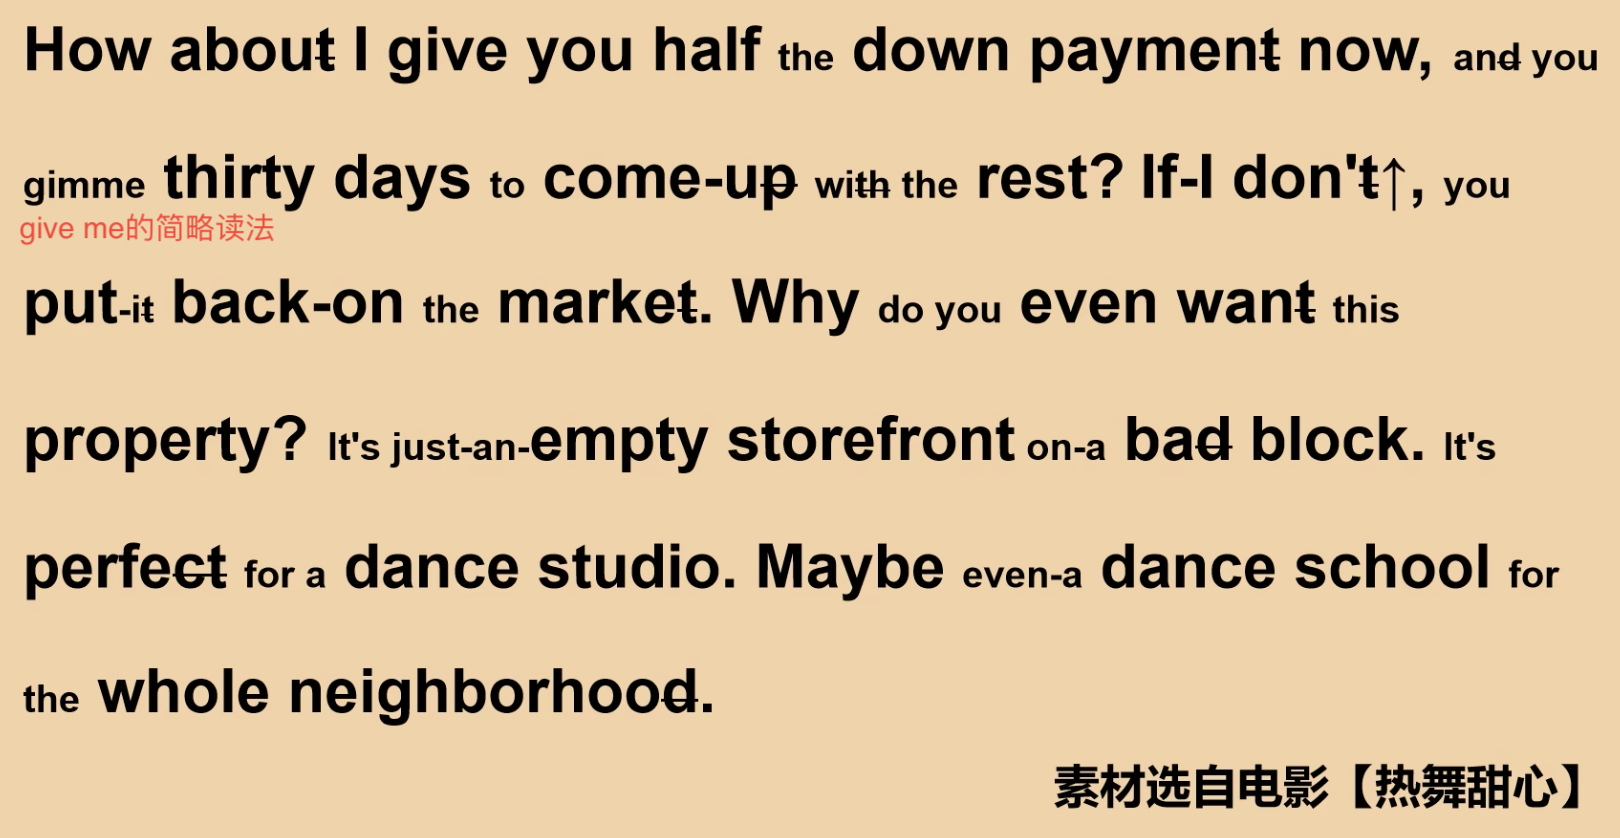 How about I give you half the down payment now, and you
gimme thirty days to come-up with the rest? If-I don't↑, you
give me的简略读法
put-it back-on the market. Why do you even want this
property? It's just-an-empty storefront on-a bad block. It's
perfect for a dance studio. Maybe even-a dance school for
the whole neighborhood.
素材选自电影【热舞甜心】